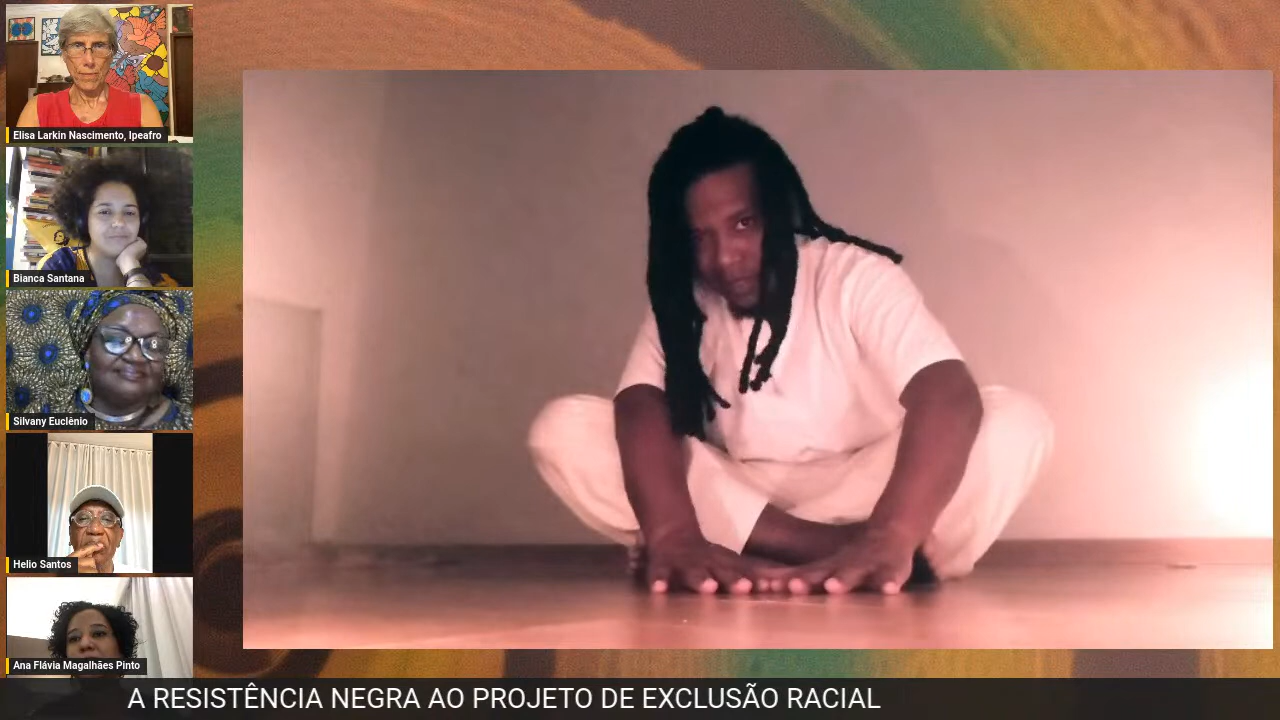 Elisa Larkin Nascimento, Ipeafro
Bianca Santana
Silvany Euclênio
Helio Santos
Ana Flávia Magalhães Pinto
A RESISTÊNCIA NEGRA AO PROJETO DE EXCLUSÃO RACIAL